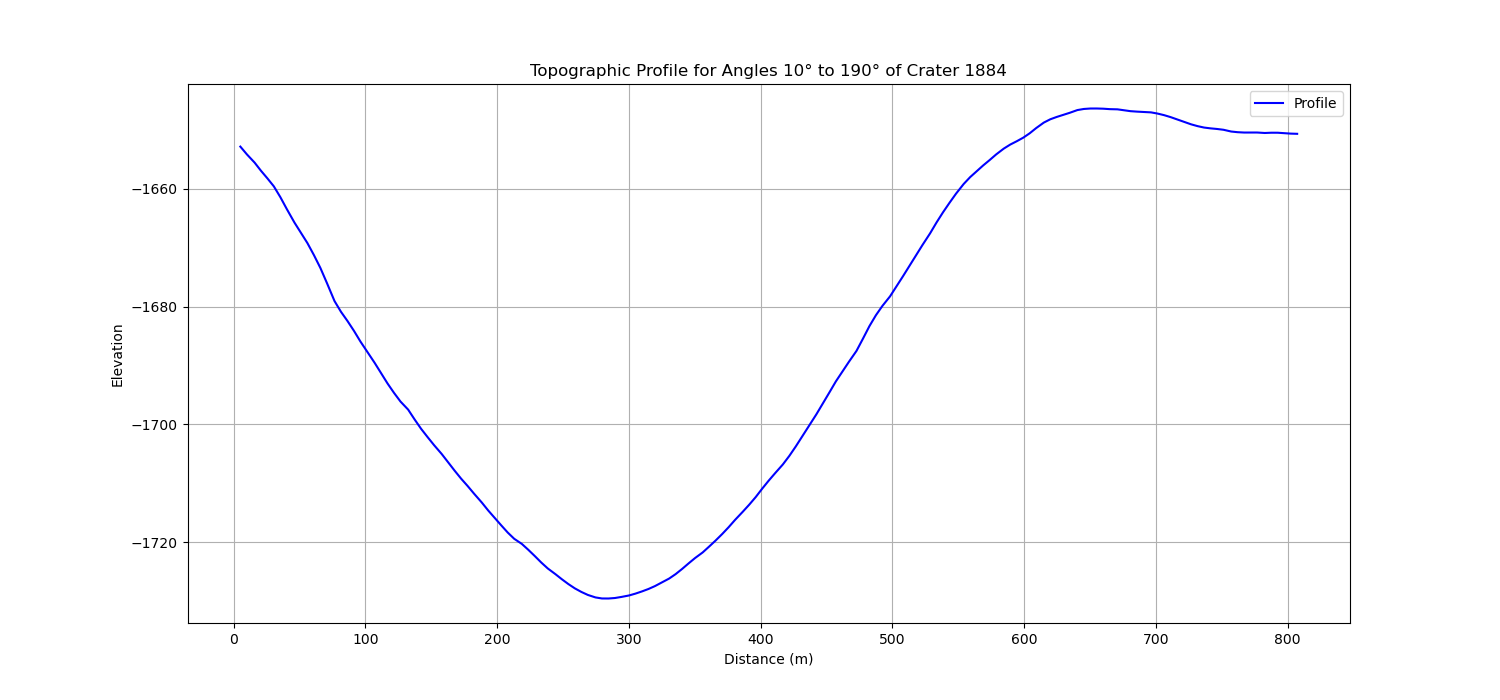 Topographic Profile for Angles 10° to 190° of Crater 1884
Profile
−1660
−1680
−1700
−1720
Elevation
0 100 200 300 400 500 600 700 800
Distance (m)